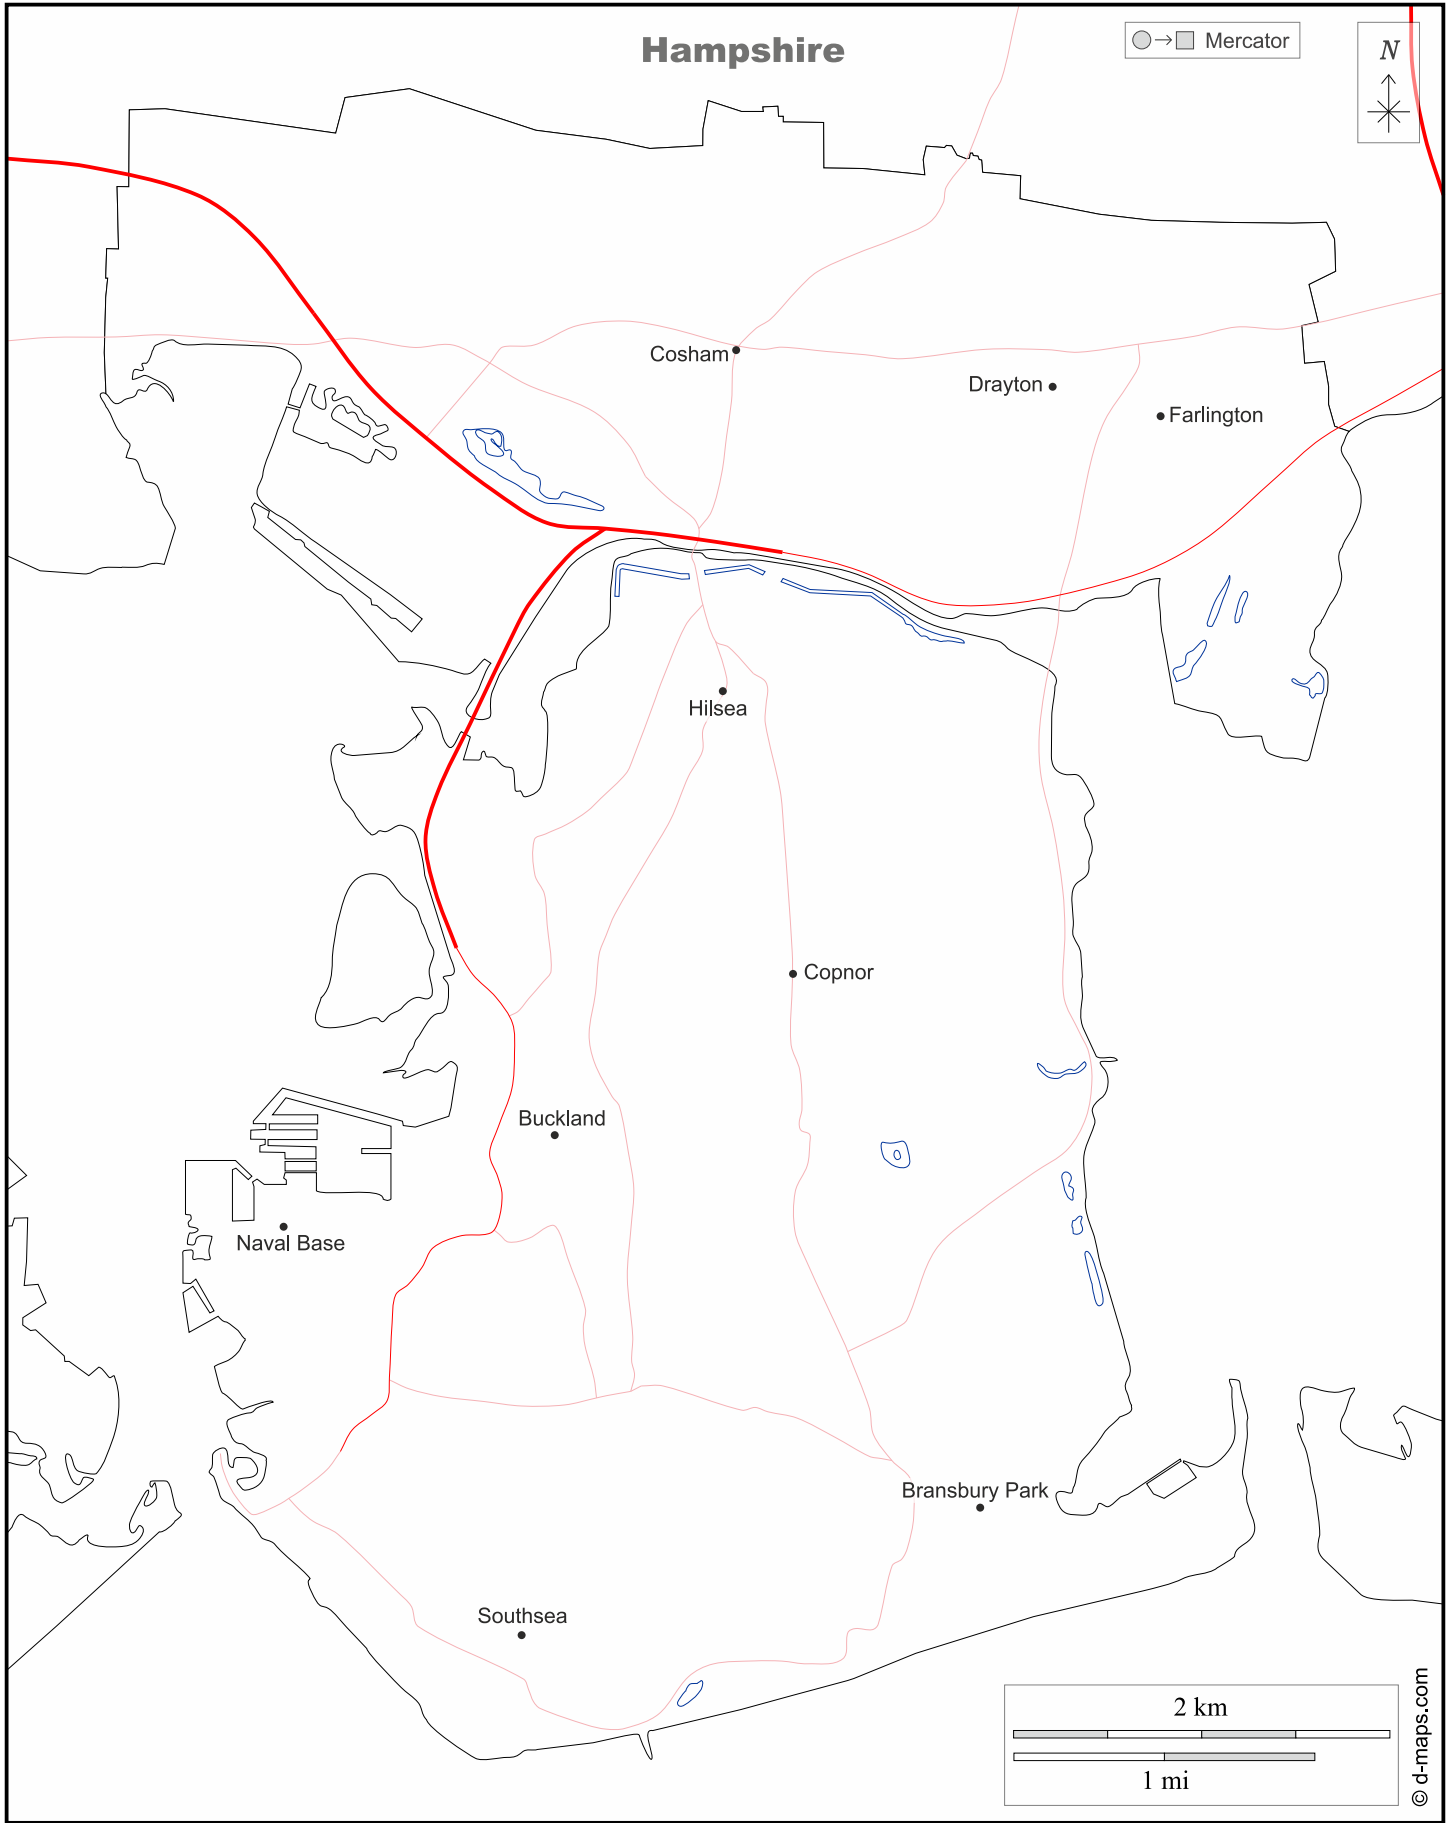 Hampshire
Mercator
N
Cosham
Drayton
Farlington
Hilsea
Copnor
Buckland
Naval Base
Bransbury Park
Southsea
2 km
1 mi
© d-maps.com